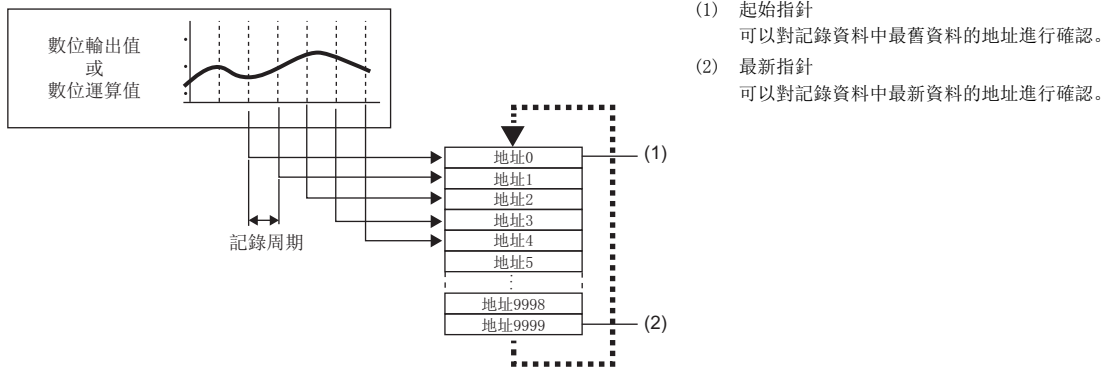 數位輸出值
或
數位運算值
記錄周期
地址0
地址1
地址2
地址3
地址4
地址5
地址9998
地址9999
(1)
(2)
(1) 起始指針
可以對記錄資料中最舊資料的地址進行確認。
(2) 最新指針
可以對記錄資料中最新資料的地址進行確認。